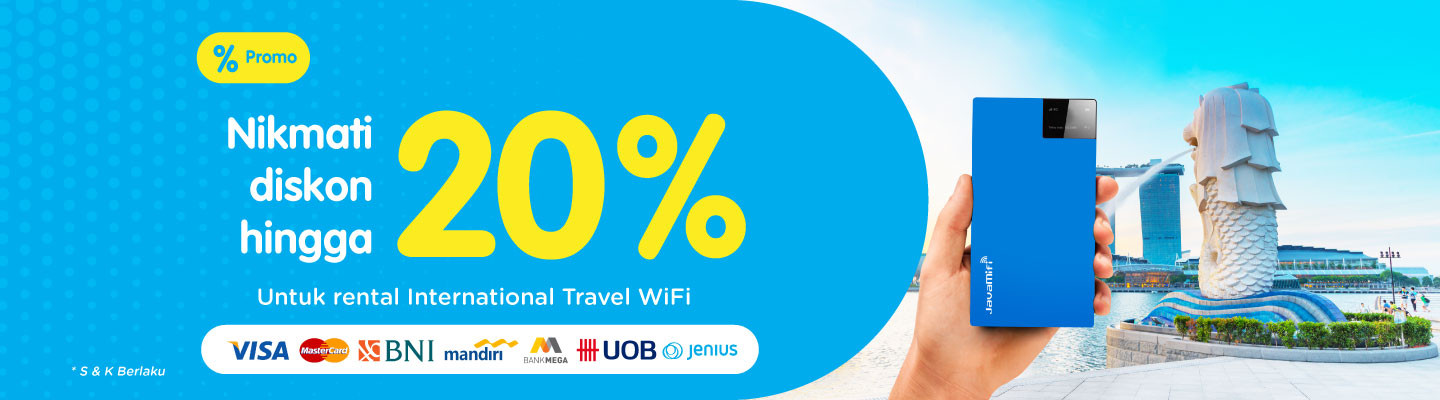 % Promo
Nikmati
diskon
hingga
20%
Untuk rental International Travel WiFi
VISA MasterCard BNI mandiri BANK MEGA UOB jenius
* S & K Berlaku
JavaMifi